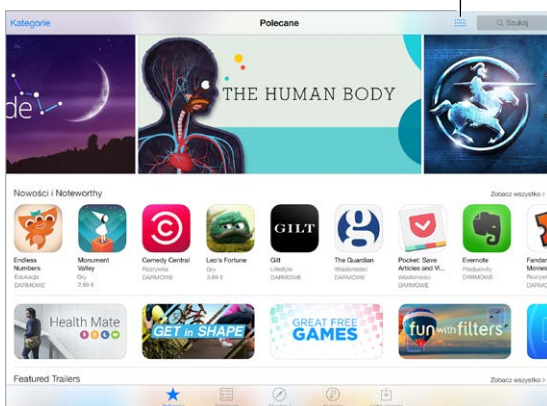 Kategorie
Polecane
Szukaj
de
THE HUMAN BODY
Nowości i Noteworthy
Zobacz wszystko >
Endless Numbers
Edukacja
DARMOWE
Monument Valley
Gry
2,69 €
Comedy Central
Rozrywka
DARMOWE
Leo's Fortune
Gry
3,59 €
GILT
Gilt
Lifestyle
DARMOWE
The Guardian
Wiadomości
DARMOWE
Pocket: Save
Articles and Vi...
Wiadomości
DARMOWE
Evernote
Productivity
DARMOWE
Health Mate
GET in SHAPE
GREAT FREE
GAMES
fun with filters
Featured Trailers
Zobacz wszystko >